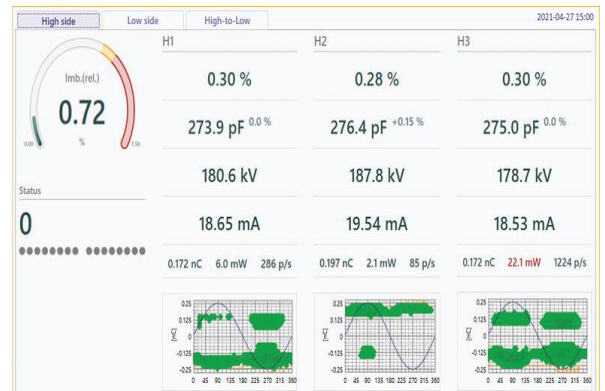 High side Low side High-to-Low 2021-04-27 15:00
H1 H2 H3
Imb.(rel.)
0.72
%
0.00 7.50
Status
0
0.30 % 0.28 % 0.30 %
273.9 pF 0.0 % 276.4 pF +0.15 % 275.0 pF 0.0 %
180.6 kV 187.8 kV 178.7 kV
18.65 mA 19.54 mA 18.53 mA
0.172 nC 6.0 mW 286 p/s 0.197 nC 2.1 mW 85 p/s 0.172 nC 22.1 mW 1224 p/s
[nC] 0.25 0.125 0 -0.125 -0.25
0 45 90 135 180 225 270 315 360
[nC] 0.25 0.125 0 -0.125 -0.25
0 45 90 135 180 225 270 315 360
[nC] 0.25 0.125 0 -0.125 -0.25
0 45 90 135 180 225 270 315 360